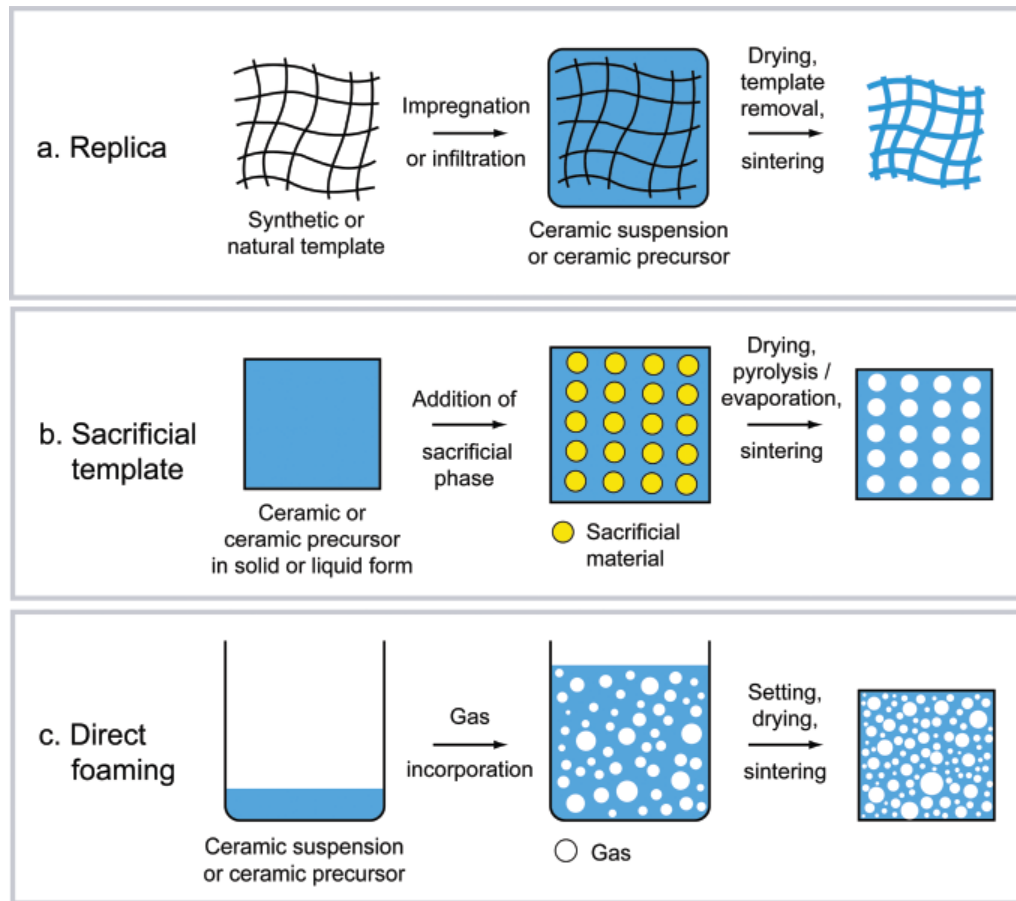 a. Replica
Synthetic or
natural template
Impregnation
or infiltration
Ceramic suspension
or ceramic precursor
Drying,
template
removal,
sintering
b. Sacrificial
template
Ceramic or
ceramic precursor
in solid or liquid form
Addition of
sacrificial
phase
Sacrificial
material
Drying,
pyrolysis /
evaporation,
sintering
c. Direct
foaming
Ceramic suspension
or ceramic precursor
Gas
incorporation
Gas
Setting,
drying,
sintering